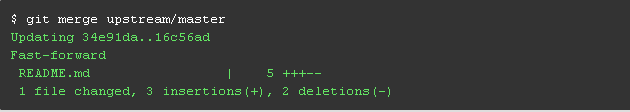 $ git merge upstream/master
Updating 34e91da..16c56ad
Fast-forward
 README.md                 |    5 +++--
 1 file changed, 3 insertions(+), 2 deletions(-)